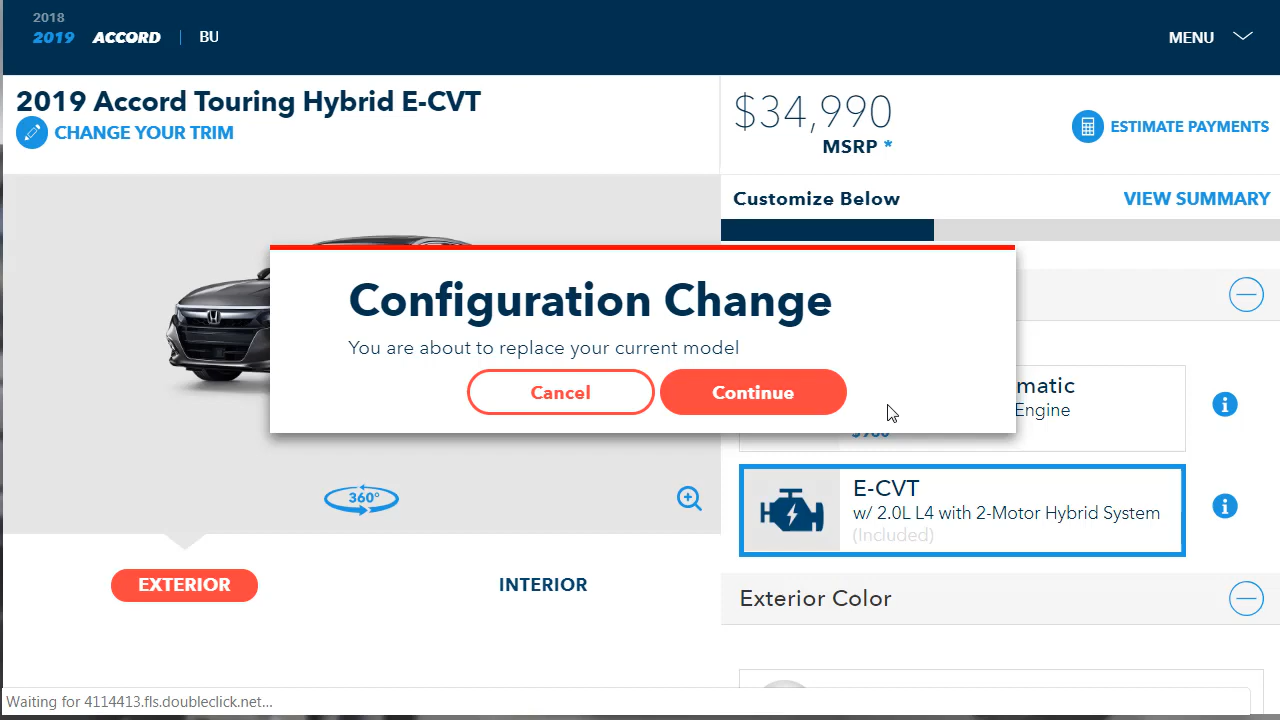 2018
2019 ACCORD | BU
MENU
2019 Accord Touring Hybrid E-CVT
CHANGE YOUR TRIM
$34,990
MSRP *
ESTIMATE PAYMENTS
Customize Below
VIEW SUMMARY
Configuration Change
You are about to replace your current model
Cancel
Continue
matic
Engine
E-CVT
w/ 2.0L L4 with 2-Motor Hybrid System
(Included)
360°
EXTERIOR
INTERIOR
Exterior Color
Waiting for 4114413.fls.doubleclick.net...